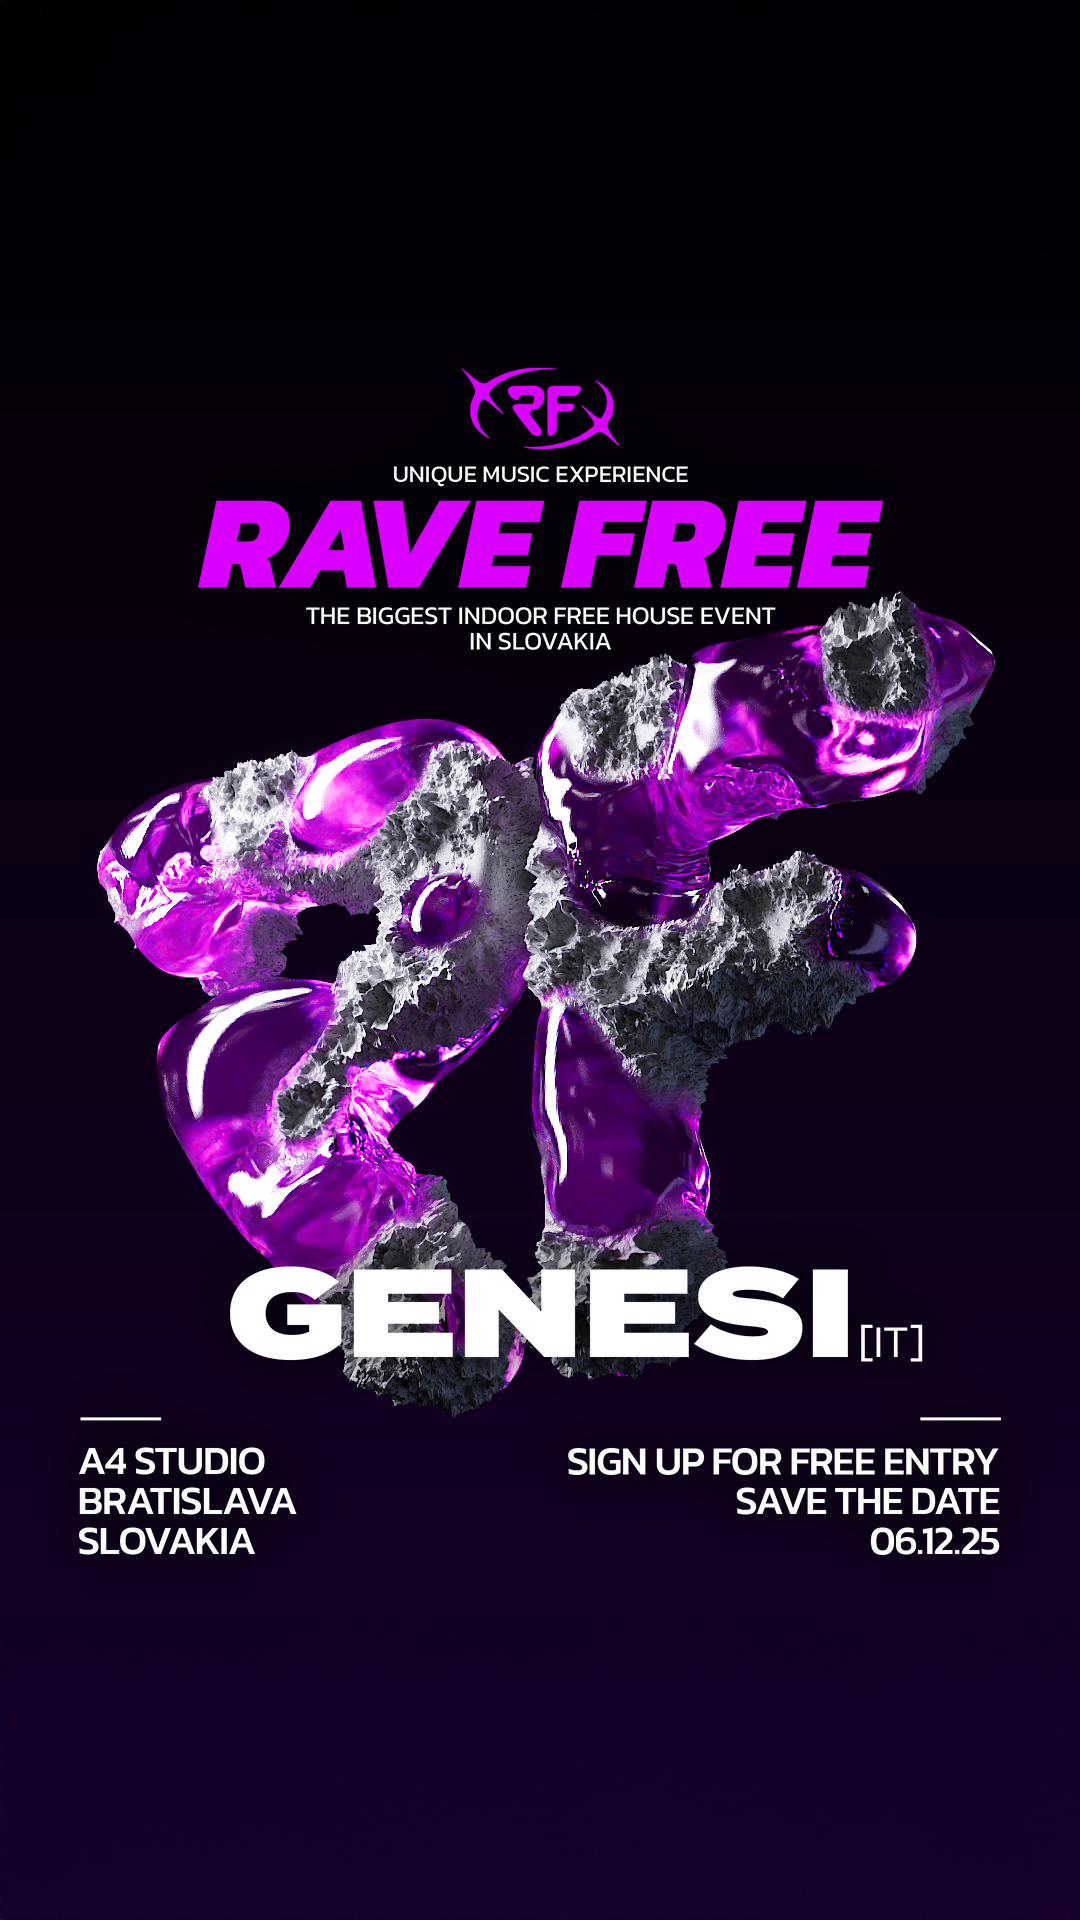 RF
UNIQUE MUSIC EXPERIENCE
RAVE FREE
THE BIGGEST INDOOR FREE HOUSE EVENT
IN SLOVAKIA
GENESI [IT]
A4 STUDIO
BRATISLAVA
SLOVAKIA
SIGN UP FOR FREE ENTRY
SAVE THE DATE
06.12.25